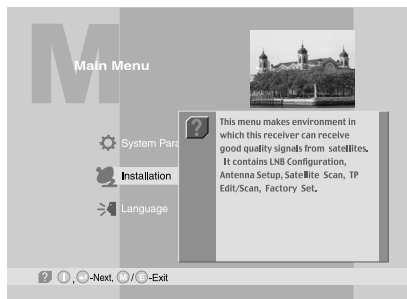 M
Main Menu
System Para
Installation
Language
?
This menu makes environment in
which this receiver can receive
good quality signals from satellites.
It contains LNB Configuration,
Antenna Setup, Satellite Scan, TP
Edit/Scan, Factory Set.
? , -Next, M / -Exit